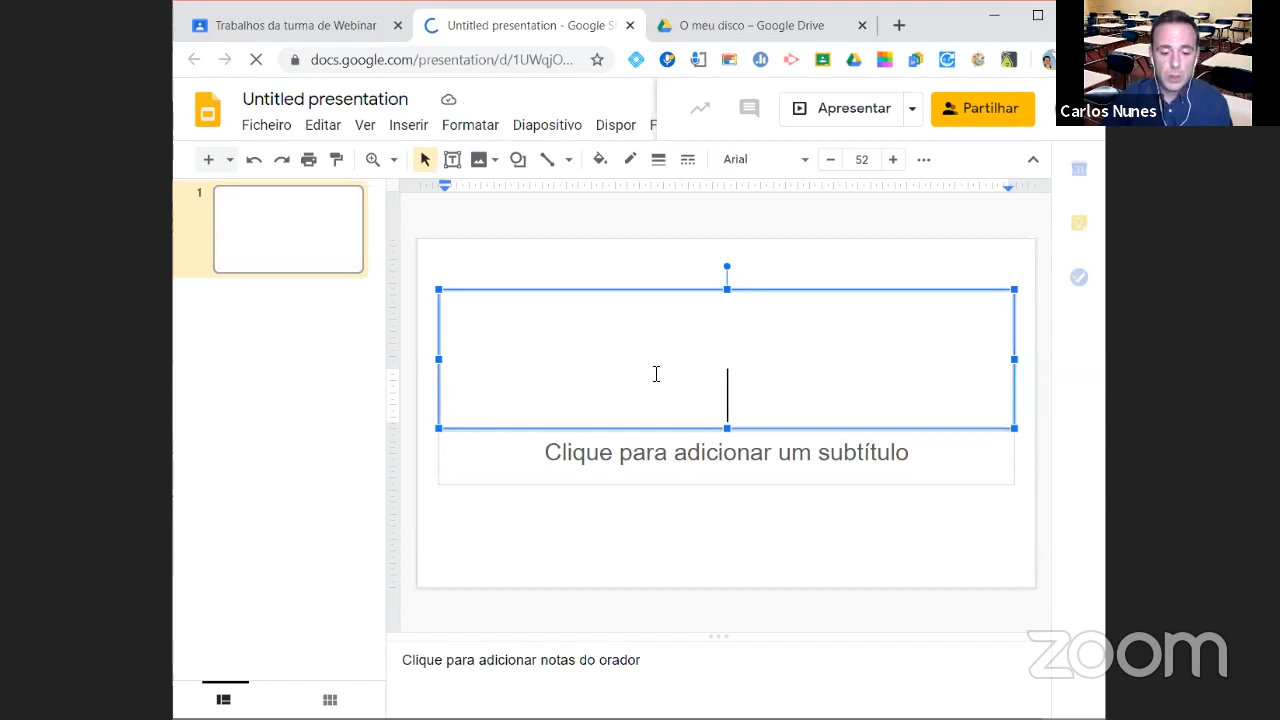 Trabalhos da turma de Webinar
Untitled presentation - Google S
O meu disco – Google Drive
docs.google.com/presentation/d/1UWqjO...
Carlos Nunes
Untitled presentation
Apresentar
Partilhar
Ficheiro Editar Ver Inserir Formatar Diapositivo Dispor F
Arial
52
1
Clique para adicionar um subtítulo
Clique para adicionar notas do orador
zoom